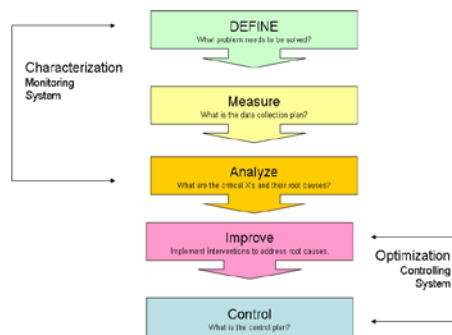 DEFINE
What problem needs to be solved?
Characterization
Monitoring
System
Measure
What is the data collection plan?
Analyze
What are the critical X's and their root causes?
Improve
Implement Interventions to address root causes.
Optimization
Controlling
System
Control
What is the control plan?